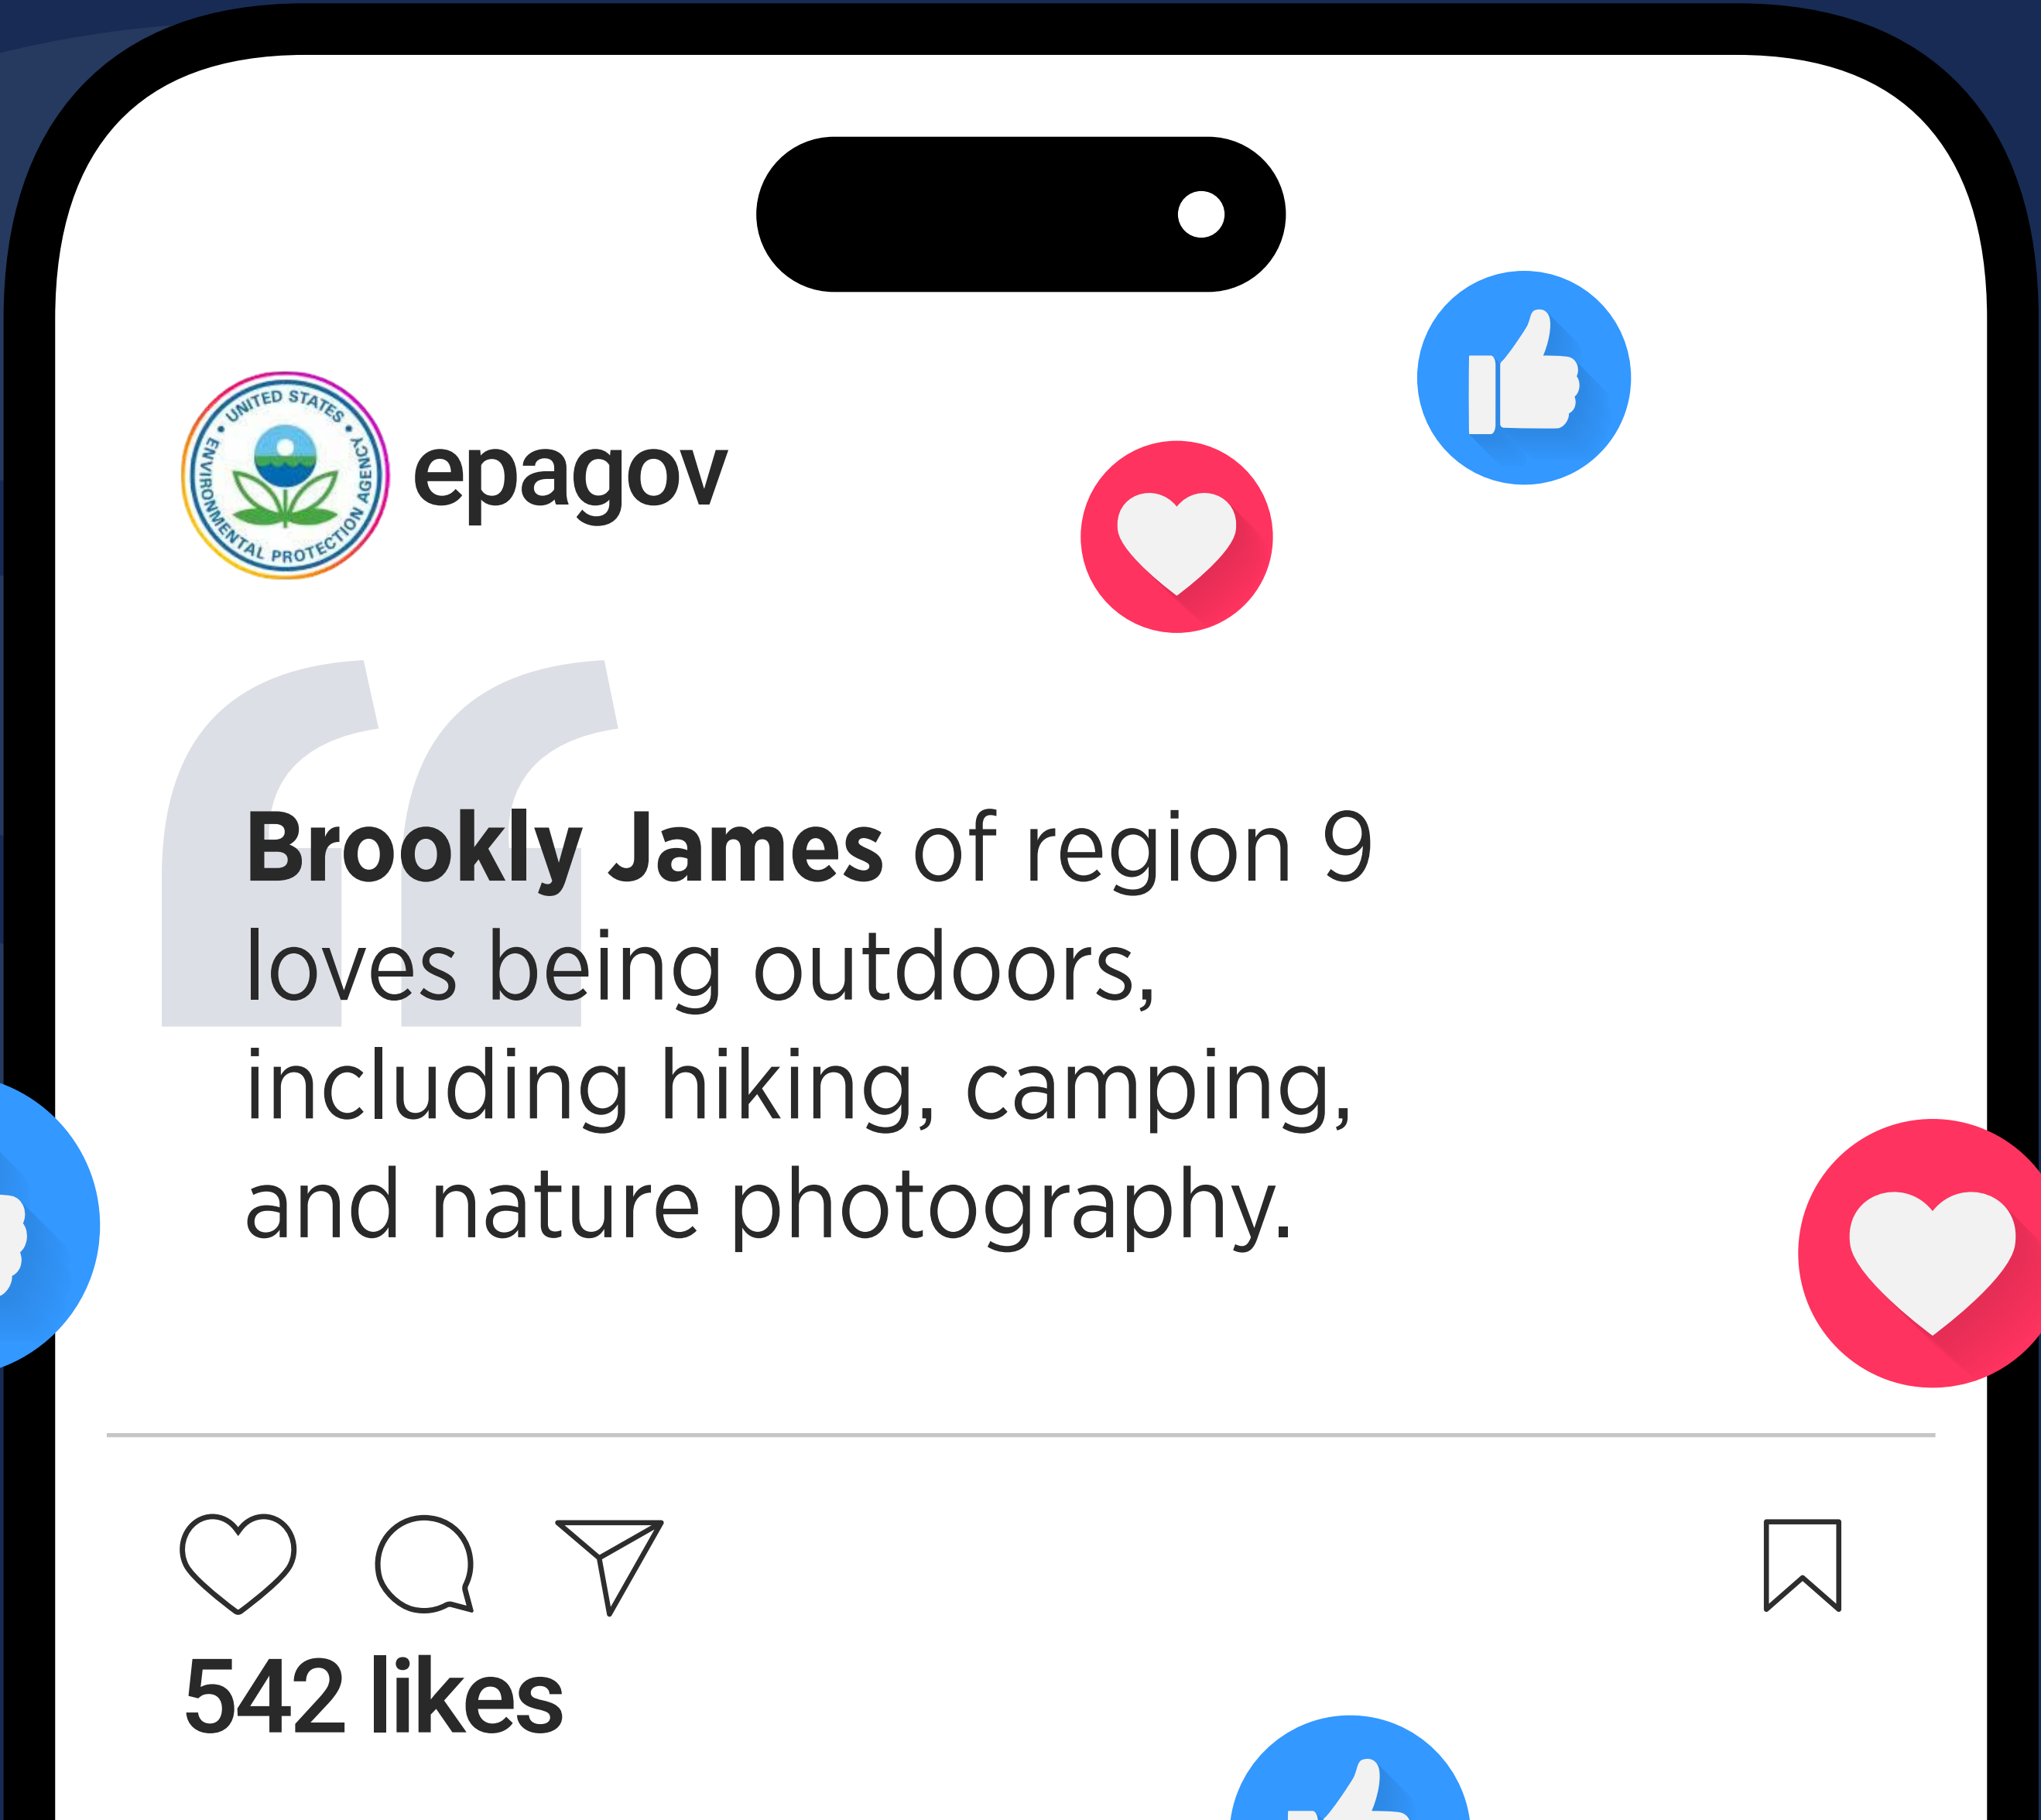 UNITED STATES
ENVIRONMENTAL PROTECTION AGENCY
epagov
Brookly James of region 9
loves being outdoors,
including hiking, camping,
and nature photography.
542 likes